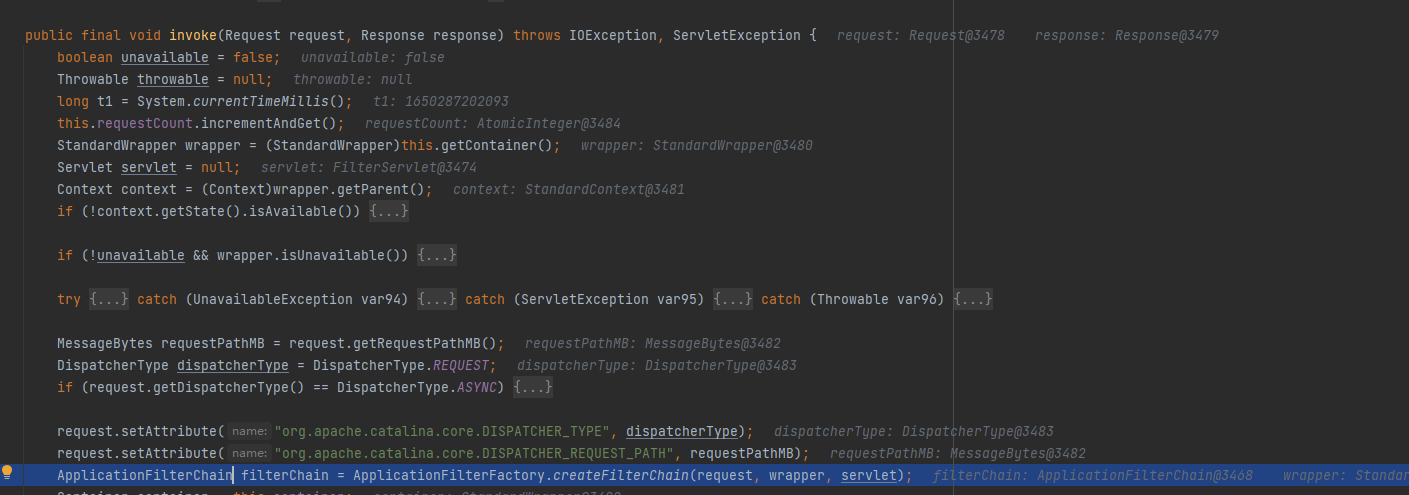 public final void invoke(Request request, Response response) throws IOException, ServletException {   request: Request@3478    response: Response@3479
boolean unavailable = false;   unavailable: false
Throwable throwable = null;   throwable: null
long t1 = System.currentTimeMillis();   t1: 1650287202093
this.requestCount.incrementAndGet();   requestCount: AtomicInteger@3484
StandardWrapper wrapper = (StandardWrapper)this.getContainer();   wrapper: StandardWrapper@3480
Servlet servlet = null;   servlet: FilterServlet@3474
Context context = (Context)wrapper.getParent();   context: StandardContext@3481
if (!context.getState().isAvailable()) {...}
if (!unavailable && wrapper.isUnavailable()) {...}
try {...} catch (UnavailableException var94) {...} catch (ServletException var95) {...} catch (Throwable var96) {...}
MessageBytes requestPathMB = request.getRequestPathMB();   requestPathMB: MessageBytes@3482
DispatcherType dispatcherType = DispatcherType.REQUEST;   dispatcherType: DispatcherType@3483
if (request.getDispatcherType() == DispatcherType.ASYNC) {...}
request.setAttribute( name: "org.apache.catalina.core.DISPATCHER_TYPE", dispatcherType);   dispatcherType: DispatcherType@3483
request.setAttribute( name: "org.apache.catalina.core.DISPATCHER_REQUEST_PATH", requestPathMB);   requestPathMB: MessageBytes@3482
ApplicationFilterChain filterChain = ApplicationFilterFactory.createFilterChain(request, wrapper, servlet);   filterChain: ApplicationFilterChain@3468    wrapper: